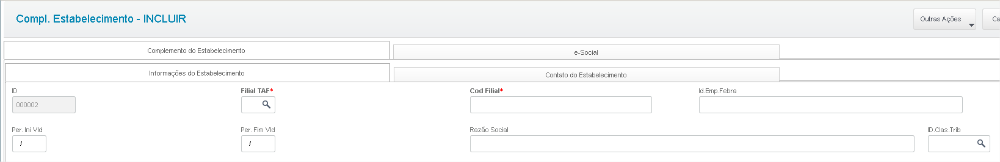 Compl. Estabelecimento - INCLUIR
Outras Ações
Ca
Complemento do Estabelecimento
e-Social
Informações do Estabelecimento
Contato do Estabelecimento
ID
Filial TAF*
Cod Filial*
Id.Emp.Febra
000002
Per. Ini Vld
Per. Fim Vld
Razão Social
ID.Clas.Trib
/
/